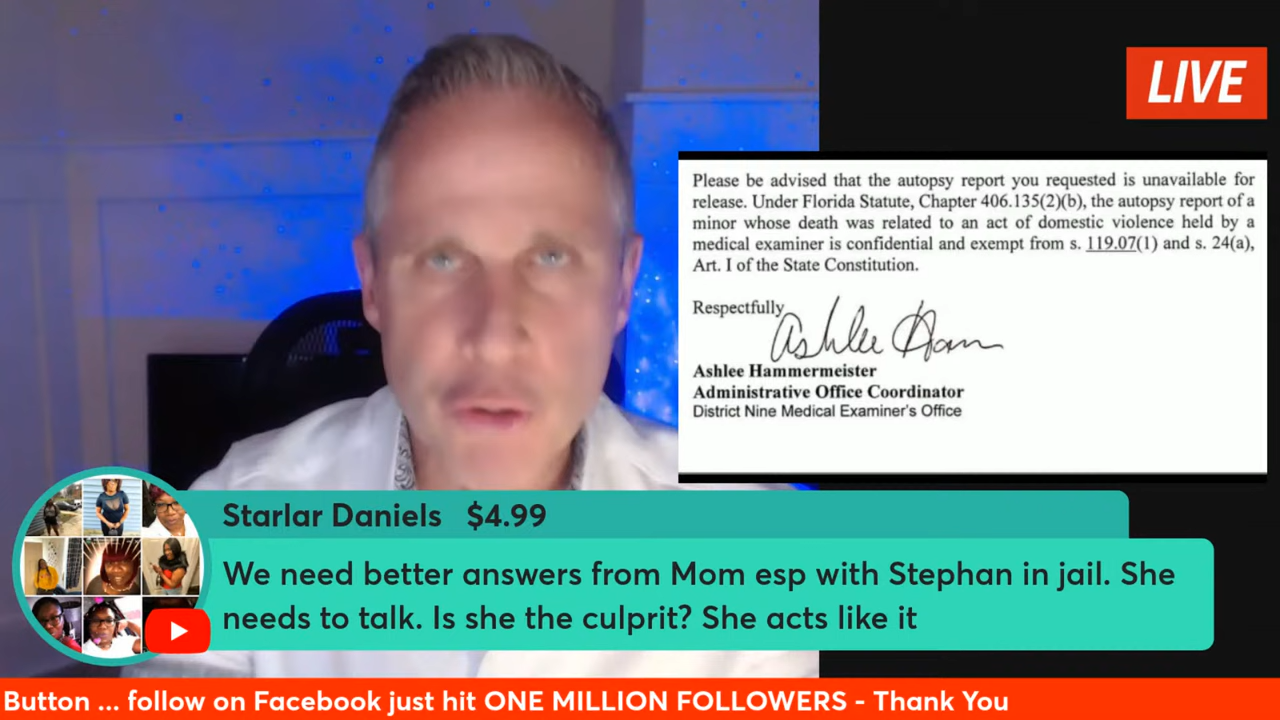 LIVE
Please be advised that the autopsy report you requested is unavailable for
release. Under Florida Statute, Chapter 406.135(2)(b), the autopsy report of a
minor whose death was related to an act of domestic violence held by a
medical examiner is confidential and exempt from s. 119.07(1) and s. 24(a),
Art. I of the State Constitution.
Respectfully
Ashlee Ham
Ashlee Hammermeister
Administrative Office Coordinator
District Nine Medical Examiner's Office
Starlar Daniels $4.99
We need better answers from Mom esp with Stephan in jail. She
needs to talk. Is she the culprit? She acts like it
Button ... follow on Facebook just hit ONE MILLION FOLLOWERS - Thank You